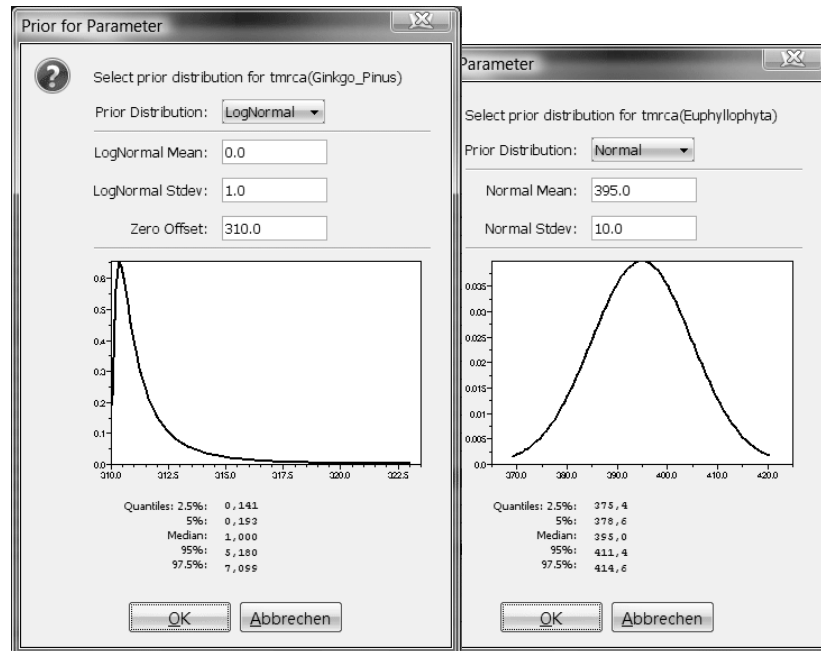 Prior for Parameter
Select prior distribution for tmrca(Ginkgo_Pinus)
Prior Distribution: LogNormal
LogNormal Mean: 0.0
LogNormal Stdev: 1.0
Zero Offset: 310.0
0.6
0.5
0.4
0.3
0.2
0.1
0.0
310.0 312.5 315.0 317.5 320.0 322.5
Quantiles: 2.5%: 0,141
5%: 0,193
Median: 1,000
95%: 5,180
97.5%: 7,099
OK Abbrechen
Parameter
Select prior distribution for tmrca(Euphyllophyta)
Prior Distribution: Normal
Normal Mean: 395.0
Normal Stdev: 10.0
0.035
0.03
0.025
0.02
0.015
0.01
0.005
0.0
370.0 380.0 390.0 400.0 410.0 420.0
Quantiles: 2.5%: 375,4
5%: 378,6
Median: 395,0
95%: 411,4
97.5%: 414,6
OK Abbrechen